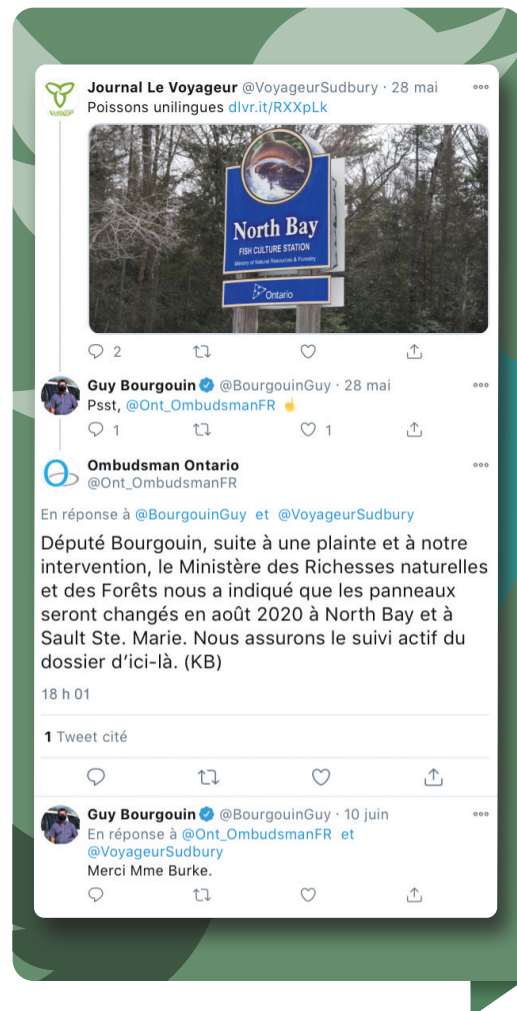 Journal Le Voyageur @VoyageurSudbury · 28 mai
Poissons unilingues dlvr.it/RXXpLk
North Bay
FISH CULTURE STATION
Ministry of Natural Resources & Forestry
Ontario
2
Guy Bourgouin @BourgouinGuy · 28 mai
Psst, @Ont_OmbudsmanFR ☝
1 1
Ombudsman Ontario
@Ont_OmbudsmanFR
En réponse à @BourgouinGuy et @VoyageurSudbury
Député Bourgouin, suite à une plainte et à notre
intervention, le Ministère des Richesses naturelles
et des Forêts nous a indiqué que les panneaux
seront changés en août 2020 à North Bay et à
Sault Ste. Marie. Nous assurons le suivi actif du
dossier d’ici-là. (KB)
18 h 01
1 Tweet cité
Guy Bourgouin @BourgouinGuy · 10 juin
En réponse à @Ont_OmbudsmanFR et
@VoyageurSudbury
Merci Mme Burke.